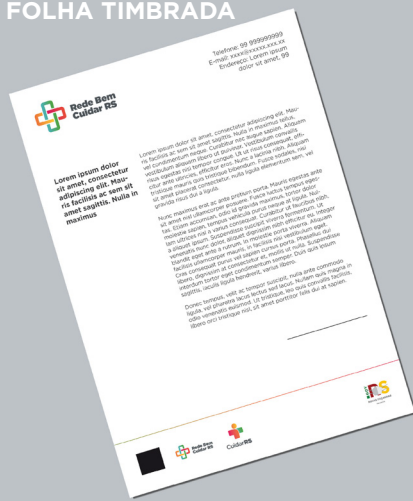 FOLHA TIMBRADA
Telefone: 99 999999999
E-mail: xxxx@xxxxx.xxx.xx
Endereço: Lorem ipsum
dolor sit amet, 99
Rede Bem
Cuidar RS
Lorem ipsum dolor
sit amet, consectetur
adipiscing elit. Mau-
ris facilisis ac sem sit
amet sagittis. Nulla in
maximus
Lorem ipsum dolor sit amet, consectetur adipiscing elit. Mau-
ris facilisis ac sem sit amet sagittis. Nulla in maximus tellus,
vel condimentum neque. Curabitur nec augue sapien. Aliquam
vestibulum aliquam libero ut pulvinar. Vestibulum convallis
risus egestas nisi tempor congue. Ut ut risus consequat, effi-
citur ante ultricies, efficitur eros. Nunc a lacinia nibh. Aliquam
tristique mauris quis tristique bibendum. Fusce sodales, nisi
sit amet placerat consectetur, nulla ligula elementum sem, vel
gravida risus dui a ligula.
Nunc maximus erat ac ante pretium porta. Mauris egestas ante
sit amet nisl ullamcorper posuere. Fusce luctus tempus eges-
tas. Etiam accumsan, odio id gravida maximus, tortor dolor
molestie sapien, tempus vehicula purus neque at ligula. Nul-
lam ultrices nisi a varius consequat. Curabitur ut faucibus nibh,
a aliquet ipsum. Suspendisse suscipit viverra fermentum. Ut
venenatis nunc dolor, aliquet dignissim nibh efficitur eu. Integer
blandit eget ante a rutrum. In molestie porta viverra. Aliquam
facilisis ullamcorper mauris, in facilisis nisi vestibulum eget.
Cras consequat purus vel sapien cursus porta. Phasellus dui
libero, dignissim at consectetur et, mollis ut nulla. Suspendisse
interdum tortor eget condimentum semper. Duis quis ipsum
sagittis, iaculis ligula hendrerit, varius libero.
Donec tempus, velit ac tempor suscipit, nulla ante commodo
ligula, vel pharetra lacus lectus sed lacus. Nullam quis magna in
odio venenatis euismod. Ut tristique, leo quis convallis facilisis,
libero orci tristique nisi, sit amet porttitor felis dui at sapien.
Rede Bem
Cuidar RS
CuidarRS
RS